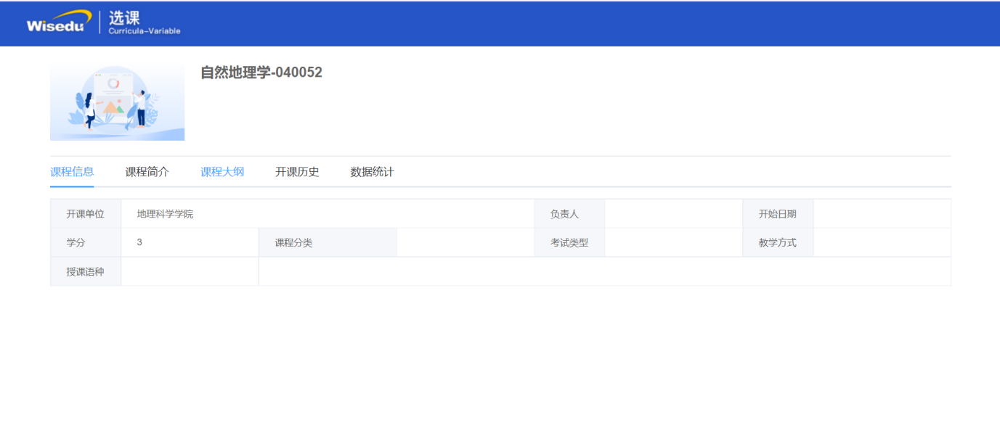 Wisedu
选课
Curricula-Variable
自然地理学-040052
课程信息 课程简介 课程大纲 开课历史 数据统计
开课单位 地理科学学院 负责人 开始日期
学分 3 课程分类 考试类型 教学方式
授课语种